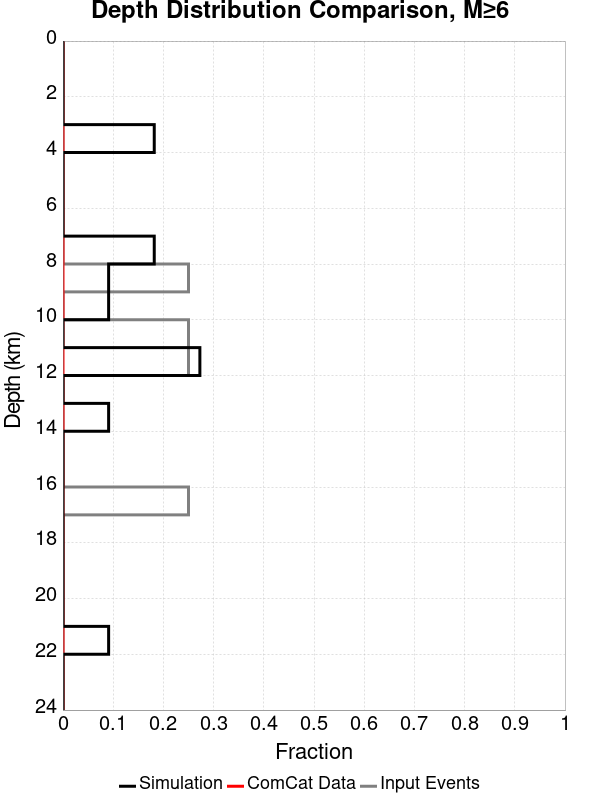 Depth Distribution Comparison, M≥6
0
2
4
6
8
10
12
14
16
18
20
22
24
Depth (km)
0 0.1 0.2 0.3 0.4 0.5 0.6 0.7 0.8 0.9 1
Fraction
Simulation ComCat Data Input Events